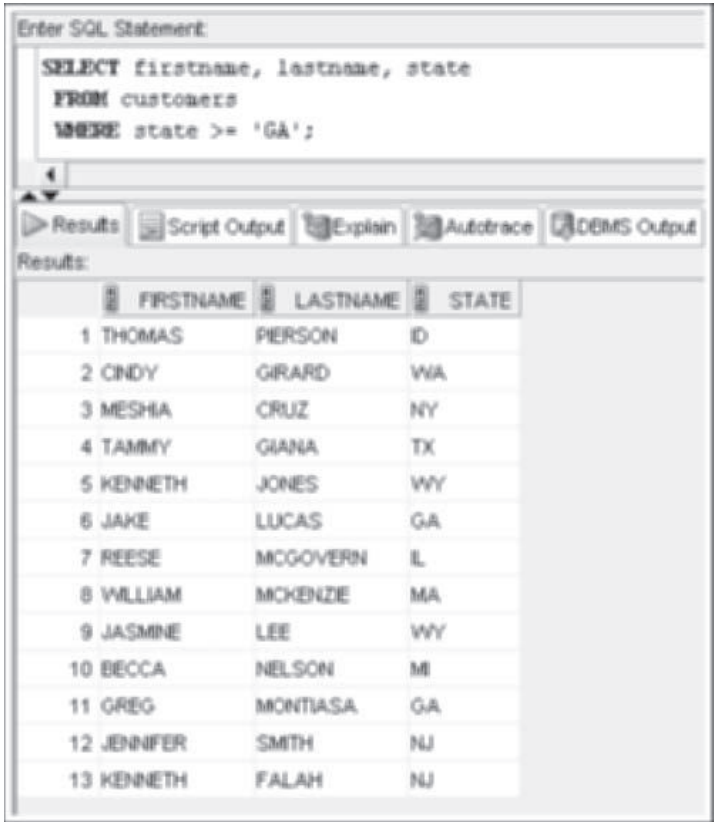 Enter SQL Statement:
SELECT firstname, lastname, state
FROM customers
WHERE state >= 'GA';
Results Script Output Explain Autotrace DBMS Output
Results:
FIRSTNAME LASTNAME STATE
1 THOMAS PIERSON ID
2 CINDY GIRARD WA
3 MESHIA CRUZ NY
4 TAMMY GIANA TX
5 KENNETH JONES WY
6 JAKE LUCAS GA
7 REESE MCGOVERN IL
8 WILLIAM MCKENZIE MA
9 JASMINE LEE WY
10 BECCA NELSON MI
11 GREG MONTIASA GA
12 JENNIFER SMITH NJ
13 KENNETH FALAH NJ